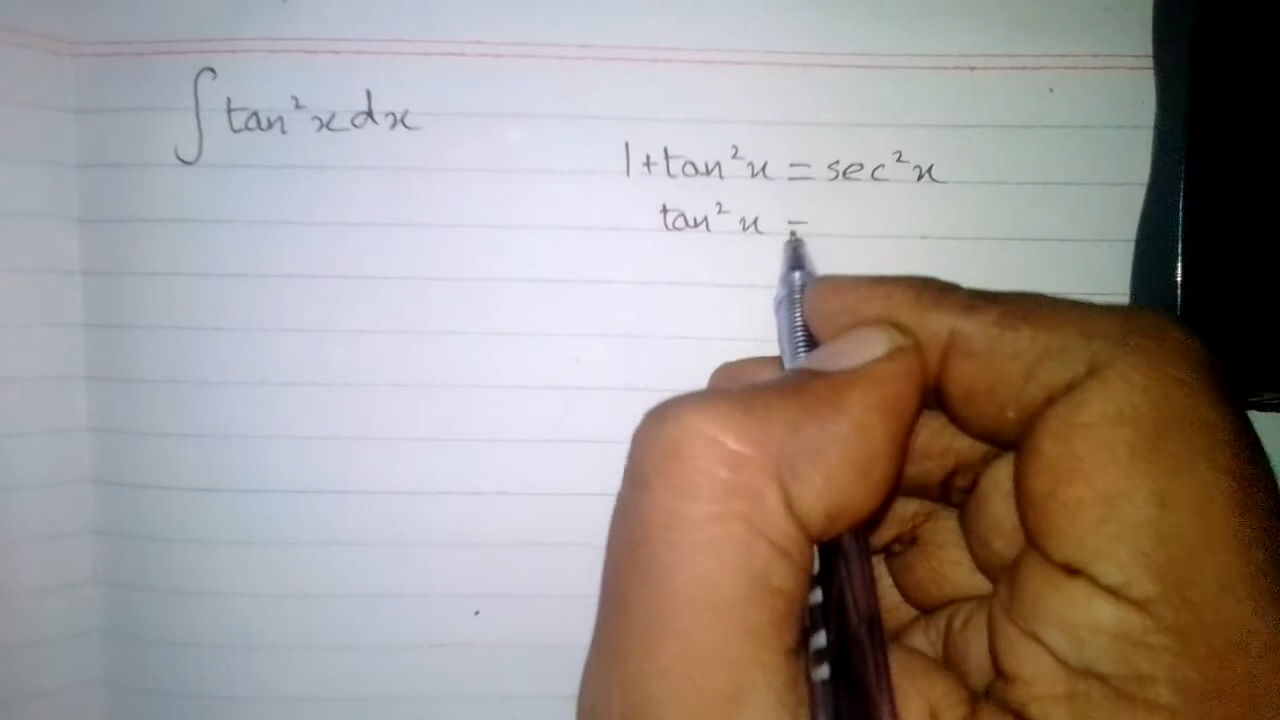 ∫tan²x dx
1+tan²x = sec²x
tan²x =